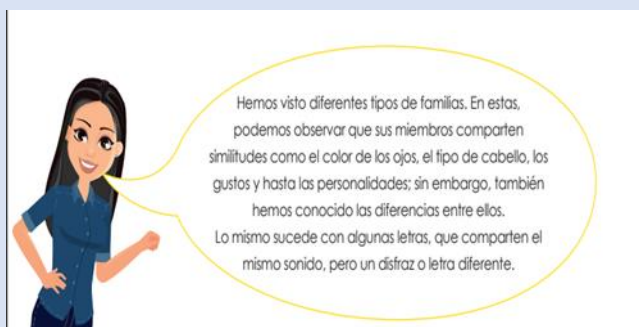 Hemos visto diferentes tipos de familias. En estas,
podemos observar que sus miembros comparten
similitudes como el color de los ojos, el tipo de cabello, los
gustos y hasta las personalidades; sin embargo, también
hemos conocido las diferencias entre ellos.
Lo mismo sucede con algunas letras, que comparten el
mismo sonido, pero un disfraz o letra diferente.